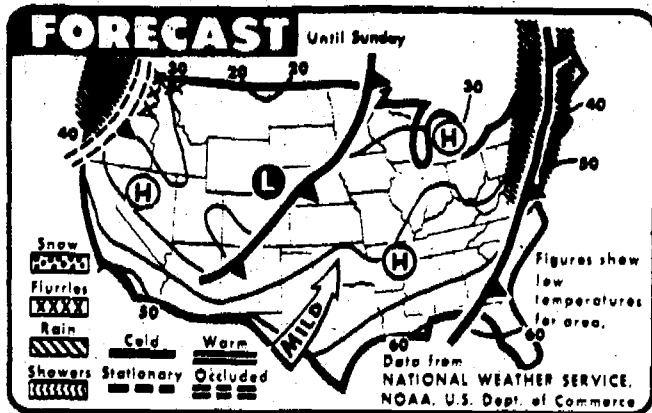 FORECAST
Until Sunday
30 20 20
30
40
40
50
H
H
L
H
Snow
Flurries
XXXX
Rain
Showers
Cold
Warm
Stationary
Occluded
50
MILD
60
60
Figures show
low
temperatures
for area.
Data from
NATIONAL WEATHER SERVICE,
NOAA, U.S. Dept. of Commerce